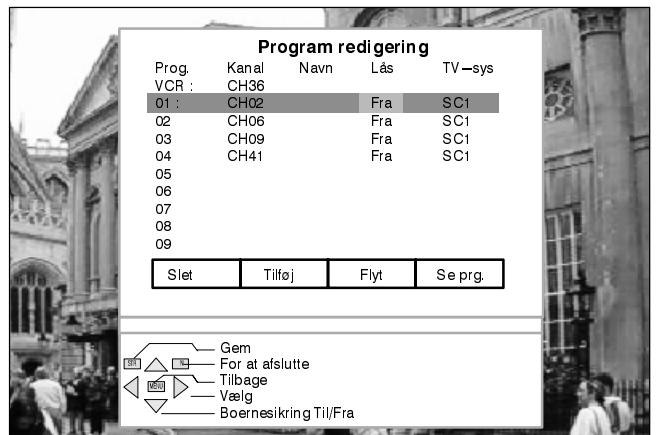 Program redigering
Prog. Kanal Navn Lås TV–sys
VCR : CH36
01 : CH02 Fra SC1
02 CH06 Fra SC1
03 CH09 Fra SC1
04 CH41 Fra SC1
05
06
07
08
09
Slet Tilføj Flyt Se prg.
Gem
STR N For at afslutte
MENU Tilbage
Vælg
Boernesikring Til/Fra